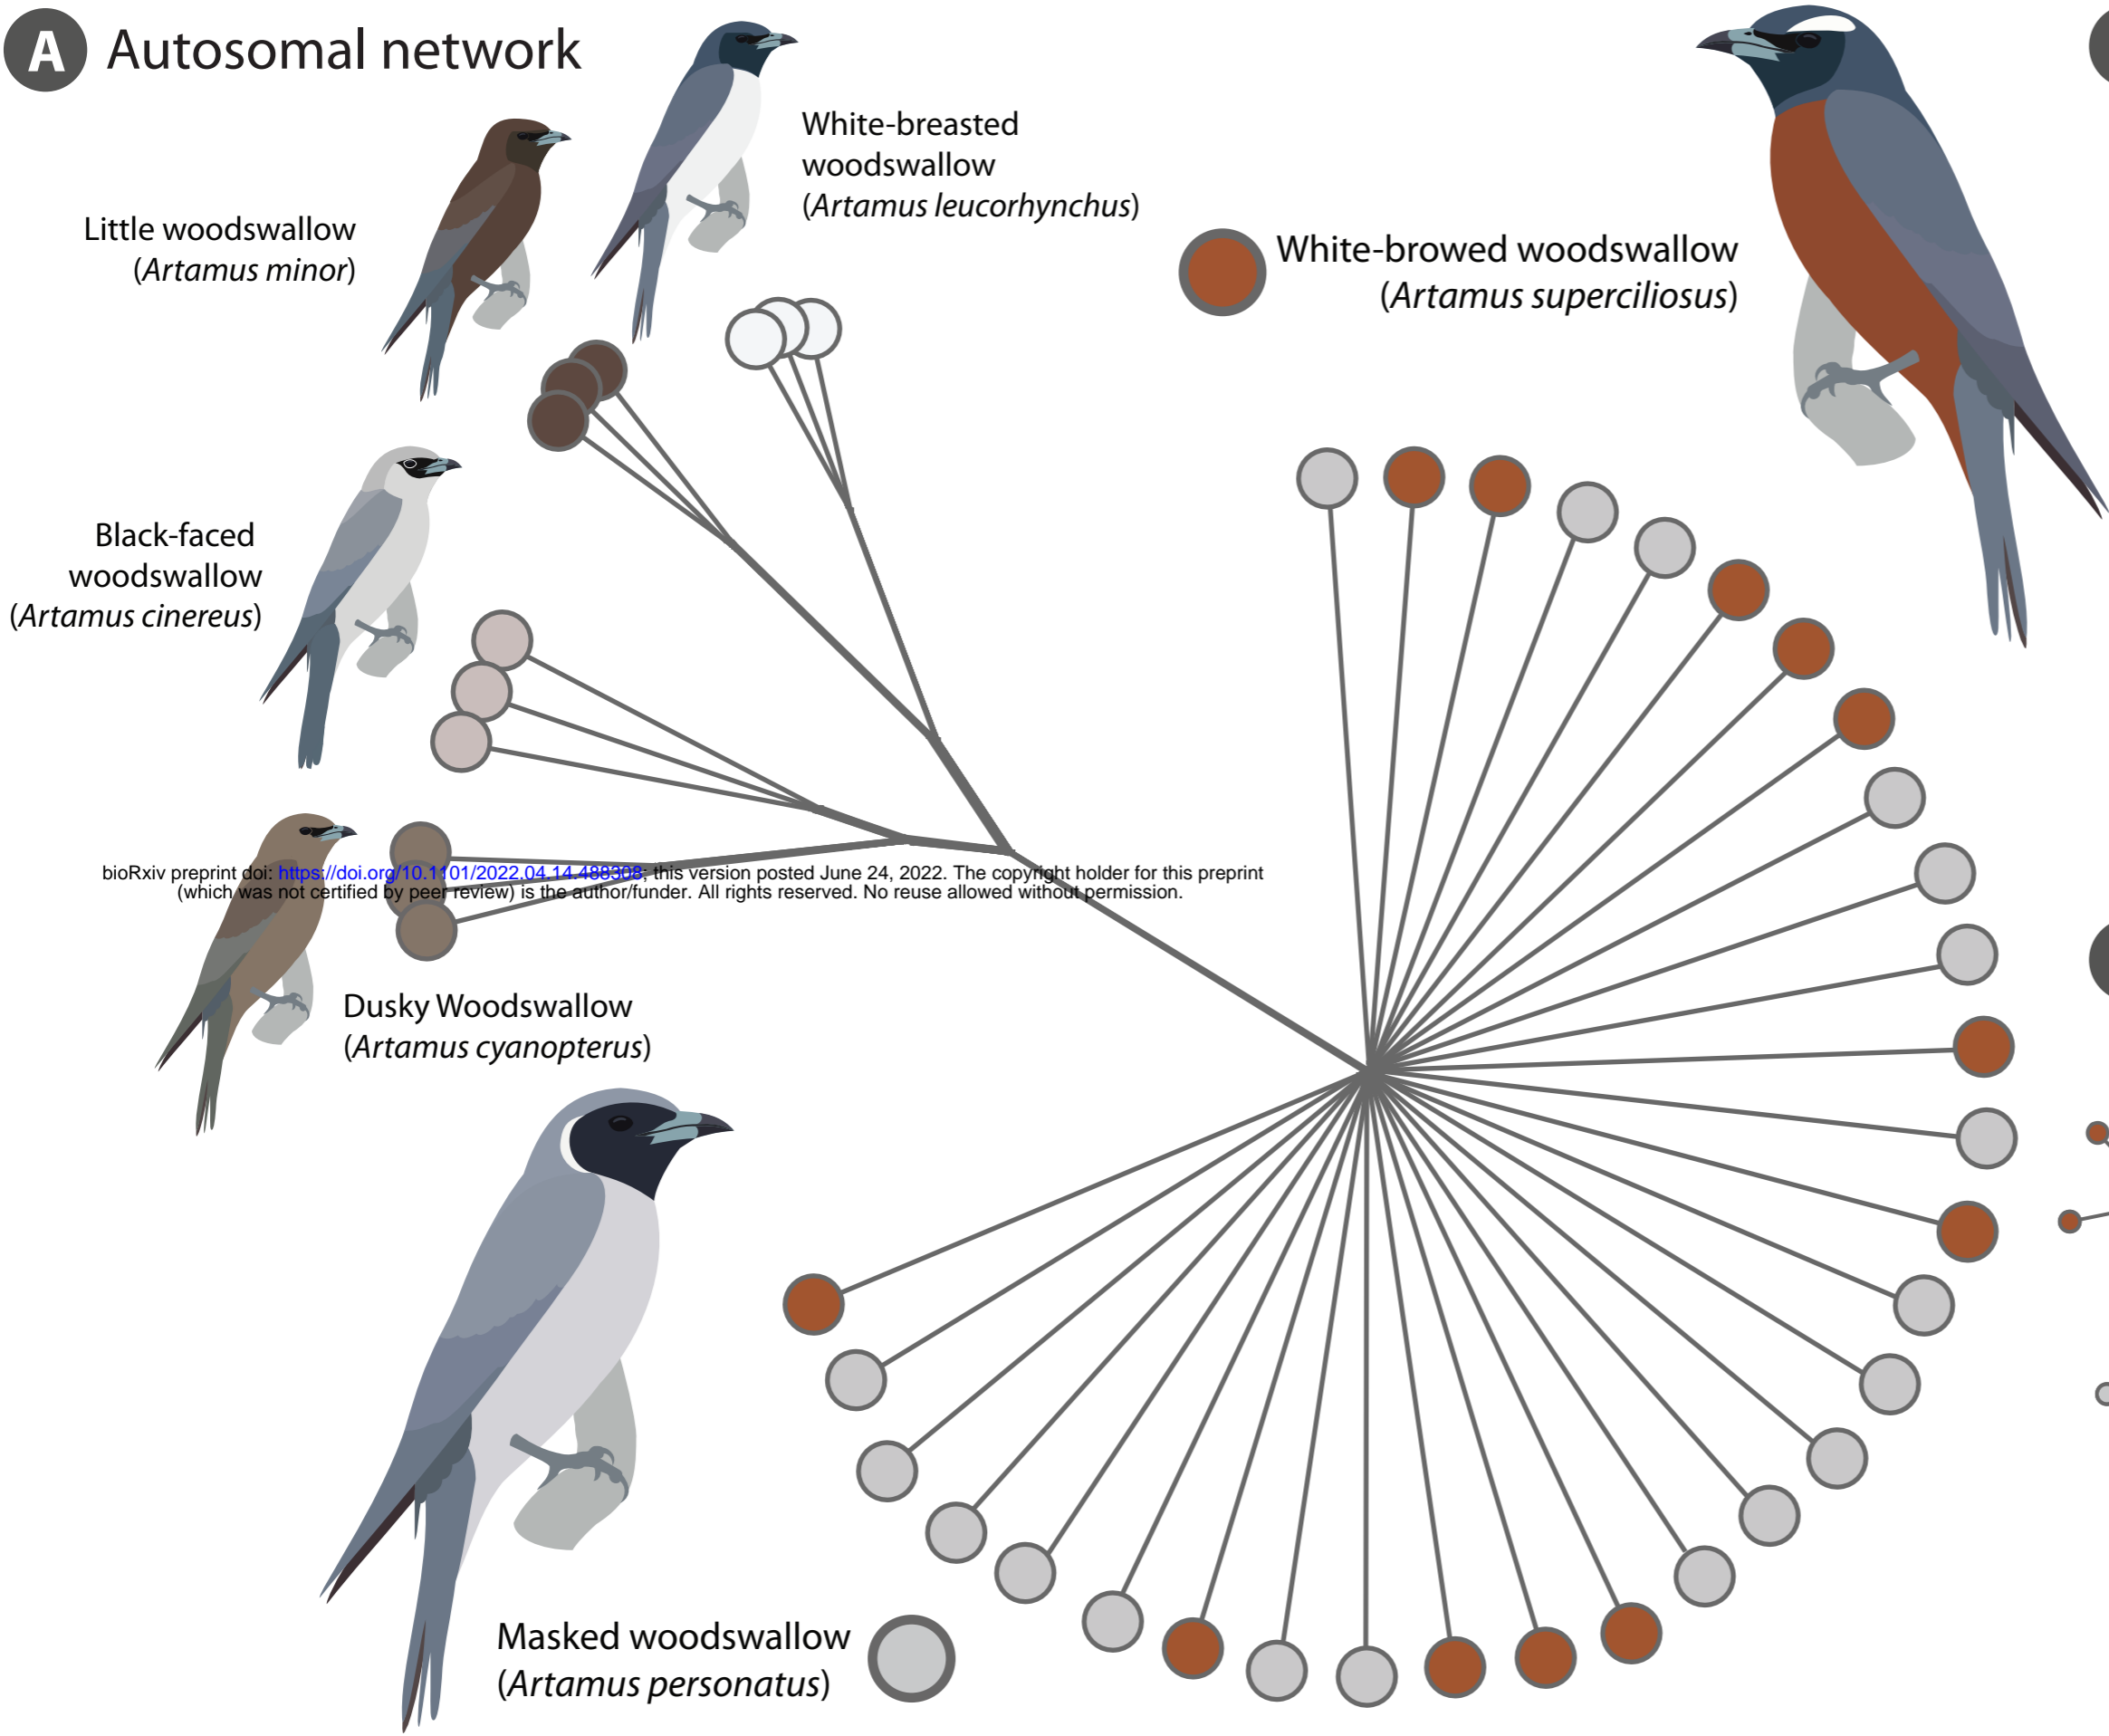 A Autosomal network
White-breasted
woodswallow
(Artamus leucorhynchus)
Little woodswallow
(Artamus minor)
White-browed woodswallow
(Artamus superciliosus)
Black-faced
woodswallow
(Artamus cinereus)
bioRxiv preprint doi: https://doi.org/10.1101/2022.04.14.488308; this version posted June 24, 2022. The copyright holder for this preprint
(which was not certified by peer review) is the author/funder. All rights reserved. No reuse allowed without permission.
Dusky Woodswallow
(Artamus cyanopterus)
Masked woodswallow
(Artamus personatus)